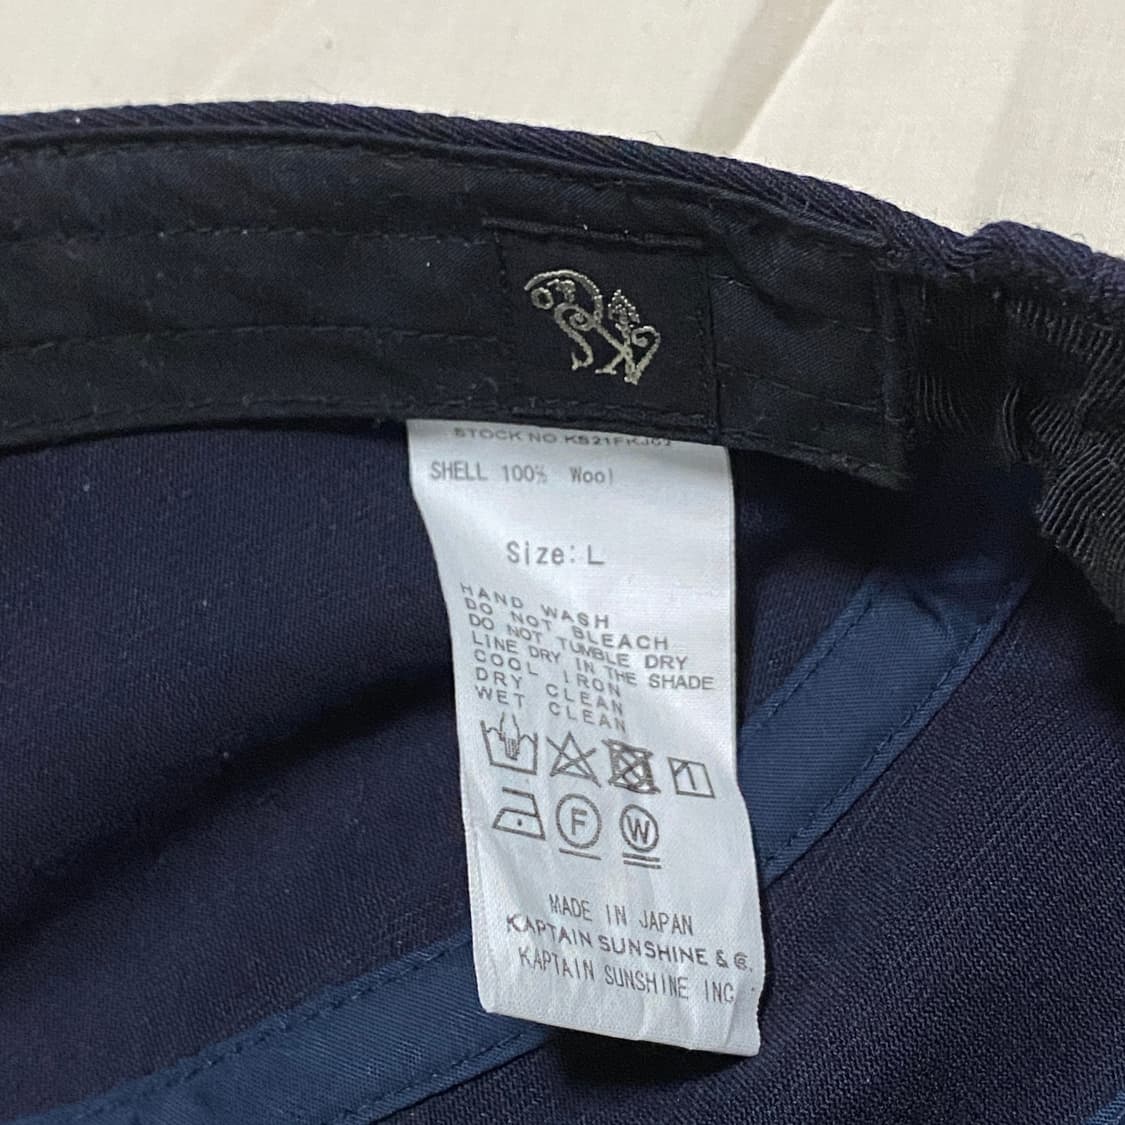 KS
STOCK NO.KS21FKJ02
SHELL 100% Wool
Size: L
HAND WASH
DO NOT BLEACH
DO NOT TUMBLE DRY
LINE DRY IN THE SHADE
COOL IRON
DRY CLEAN
WET CLEAN
F
W
MADE IN JAPAN
KAPTAIN SUNSHINE & ©.
KAPTAIN SUNSHINE INC.